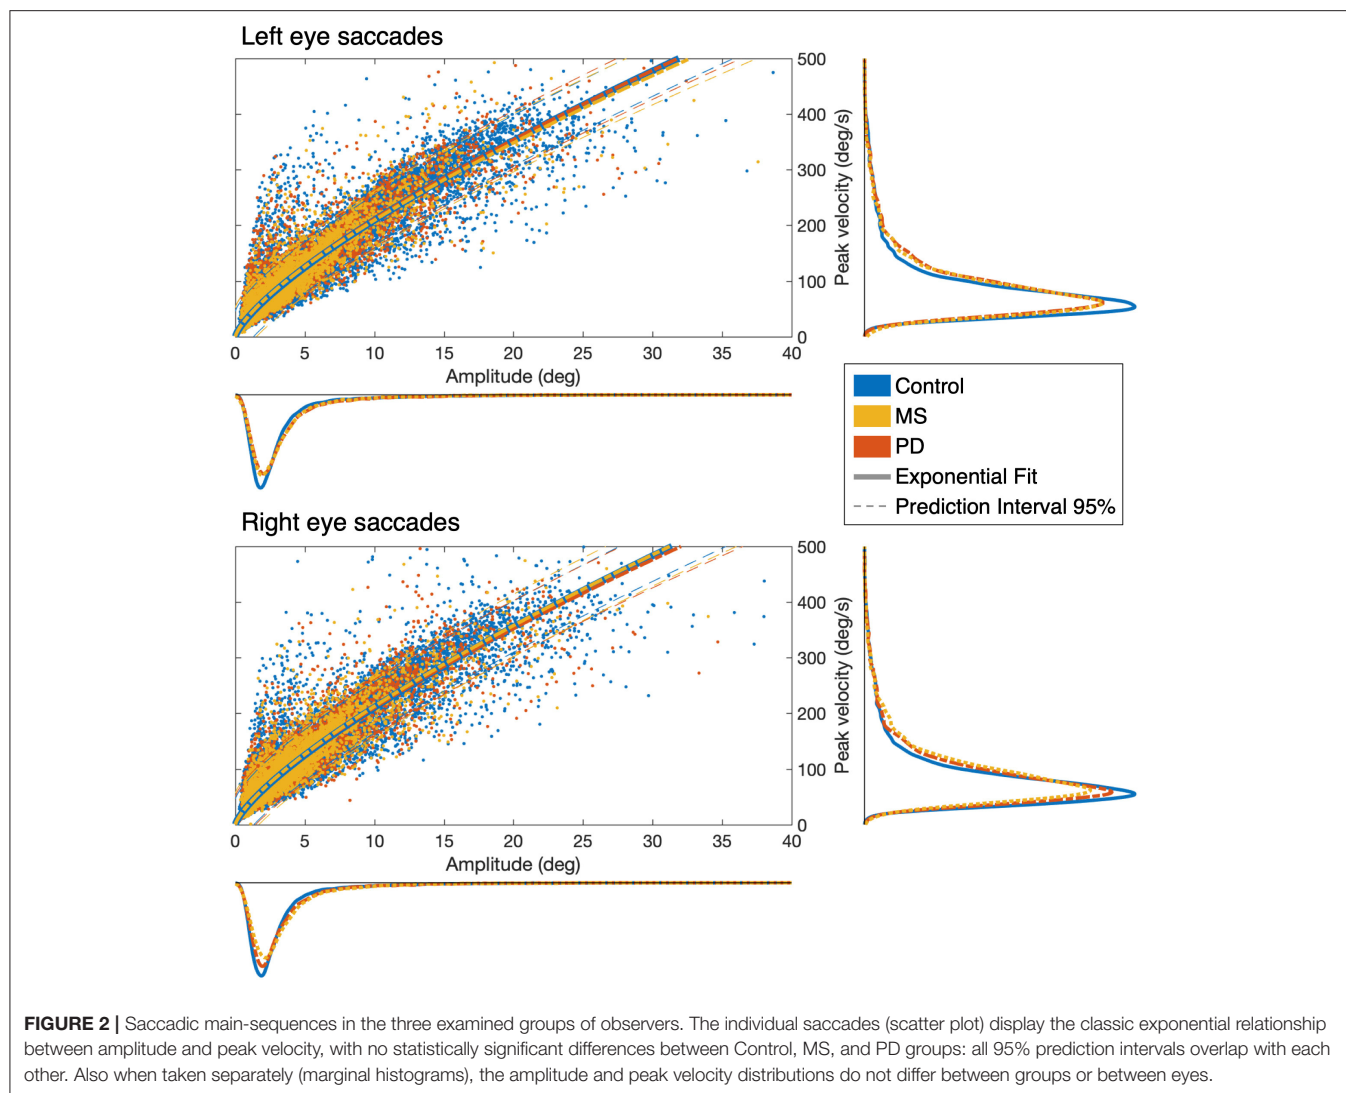 Left eye saccades
500
400
300
200
100
0
Peak velocity (deg/s)
0 5 10 15 20 25 30 35 40
Amplitude (deg)
Control
MS
PD
Exponential Fit
Prediction Interval 95%
Right eye saccades
500
400
300
200
100
0
Peak velocity (deg/s)
0 5 10 15 20 25 30 35 40
Amplitude (deg)
FIGURE 2 | Saccadic main-sequences in the three examined groups of observers. The individual saccades (scatter plot) display the classic exponential relationship
between amplitude and peak velocity, with no statistically significant differences between Control, MS, and PD groups: all 95% prediction intervals overlap with each
other. Also when taken separately (marginal histograms), the amplitude and peak velocity distributions do not differ between groups or between eyes.